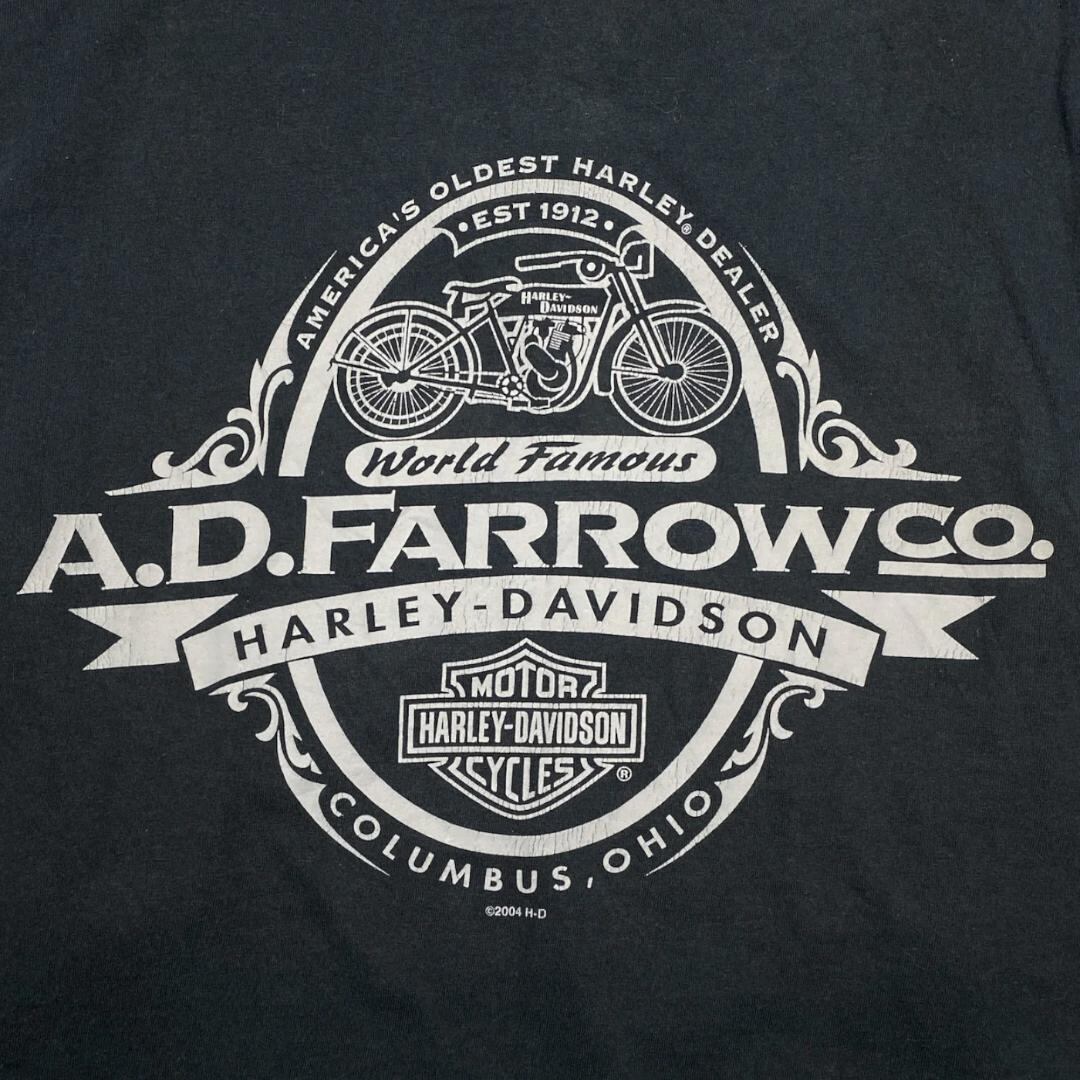 AMERICA'S OLDEST HARLEY® DEALER
•EST 1912•
HARLEY-
DAVIDSON
World Famous
A.D. FARROW CO.
HARLEY-DAVIDSON
MOTOR
HARLEY-DAVIDSON
CYCLES
®
COLUMBUS, OHIO
©2004 H-D